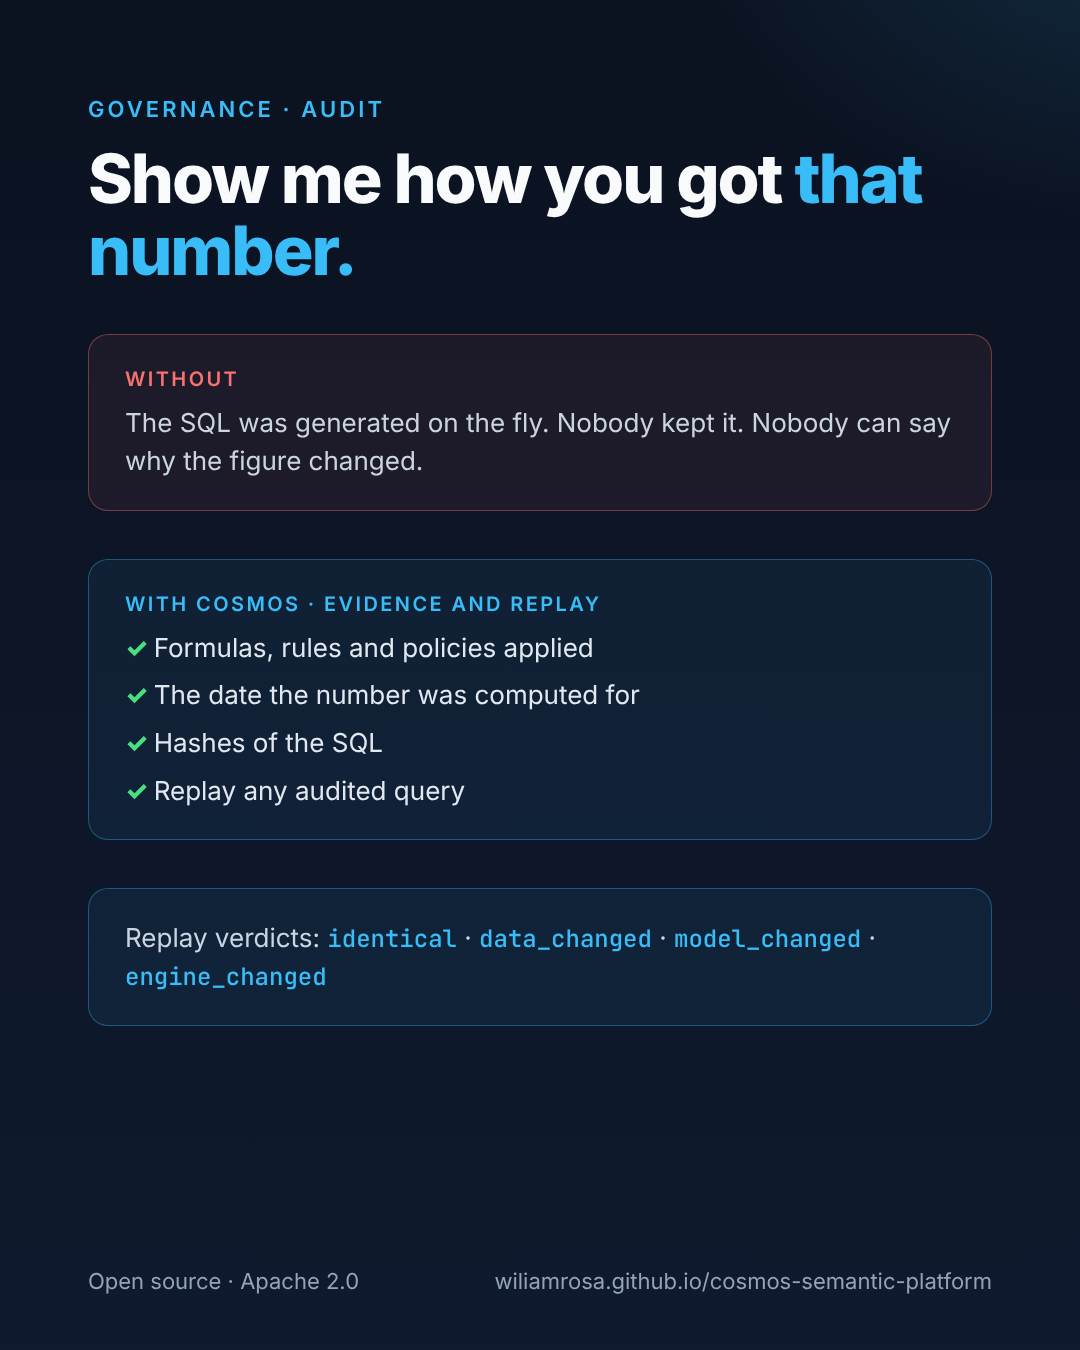 GOVERNANCE · AUDIT
Show me how you got that
number.
WITHOUT
The SQL was generated on the fly. Nobody kept it. Nobody can say
why the figure changed.
WITH COSMOS · EVIDENCE AND REPLAY
✔ Formulas, rules and policies applied
✔ The date the number was computed for
✔ Hashes of the SQL
✔ Replay any audited query
Replay verdicts: identical · data_changed · model_changed ·
engine_changed
Open source · Apache 2.0
wiliamrosa.github.io/cosmos-semantic-platform